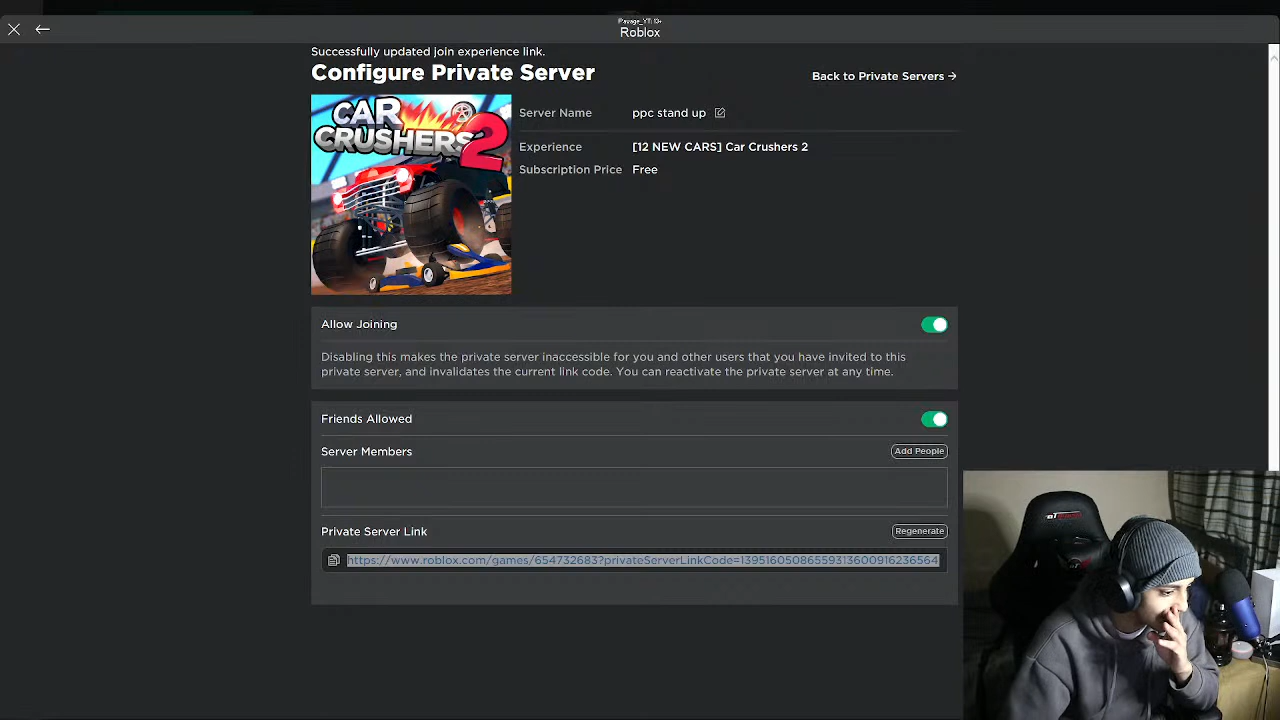 Roblox
Successfully updated join experience link.
Configure Private Server
Back to Private Servers →
CAR
CRUSHERS 2
Server Name ppc stand up
Experience [12 NEW CARS] Car Crushers 2
Subscription Price Free
Allow Joining
Disabling this makes the private server inaccessible for you and other users that you have invited to this
private server, and invalidates the current link code. You can reactivate the private server at any time.
Friends Allowed
Server Members Add People
Private Server Link Regenerate
https://www.roblox.com/games/654732683?privateServerLinkCode=13951605086559313600916236564